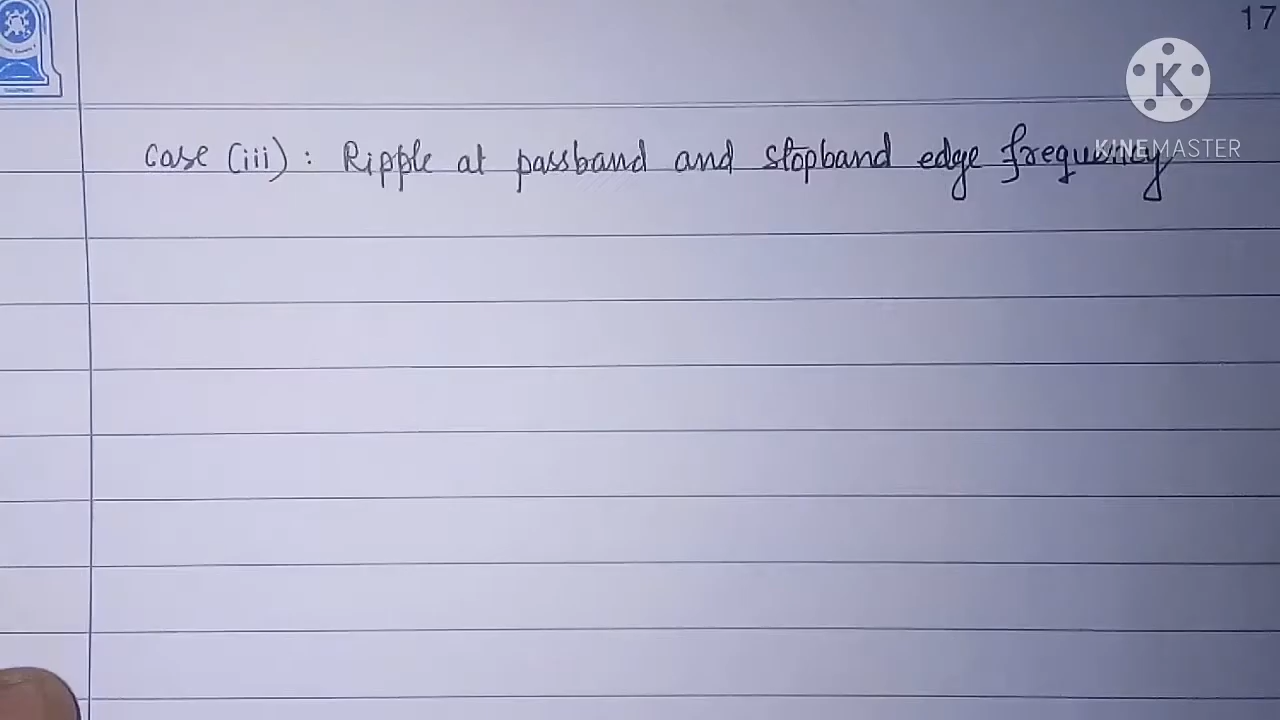 17
K
KINEMASTER
Case (iii) : Ripple at passband and stopband edge frequency